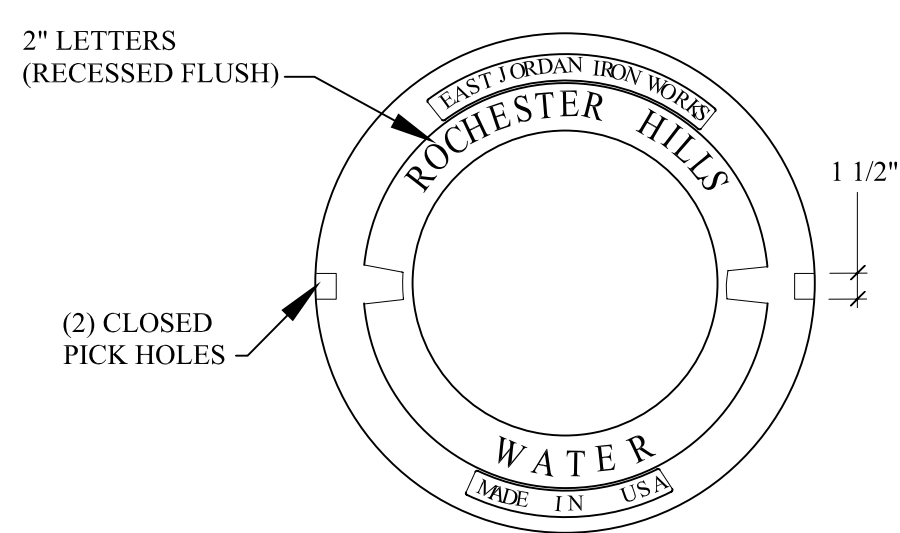 2" LETTERS
(RECESSED FLUSH)
EAST JORDAN IRON WORKS
ROCHESTER HILLS
1 1/2"
(2) CLOSED
PICK HOLES
WATER
MADE IN USA